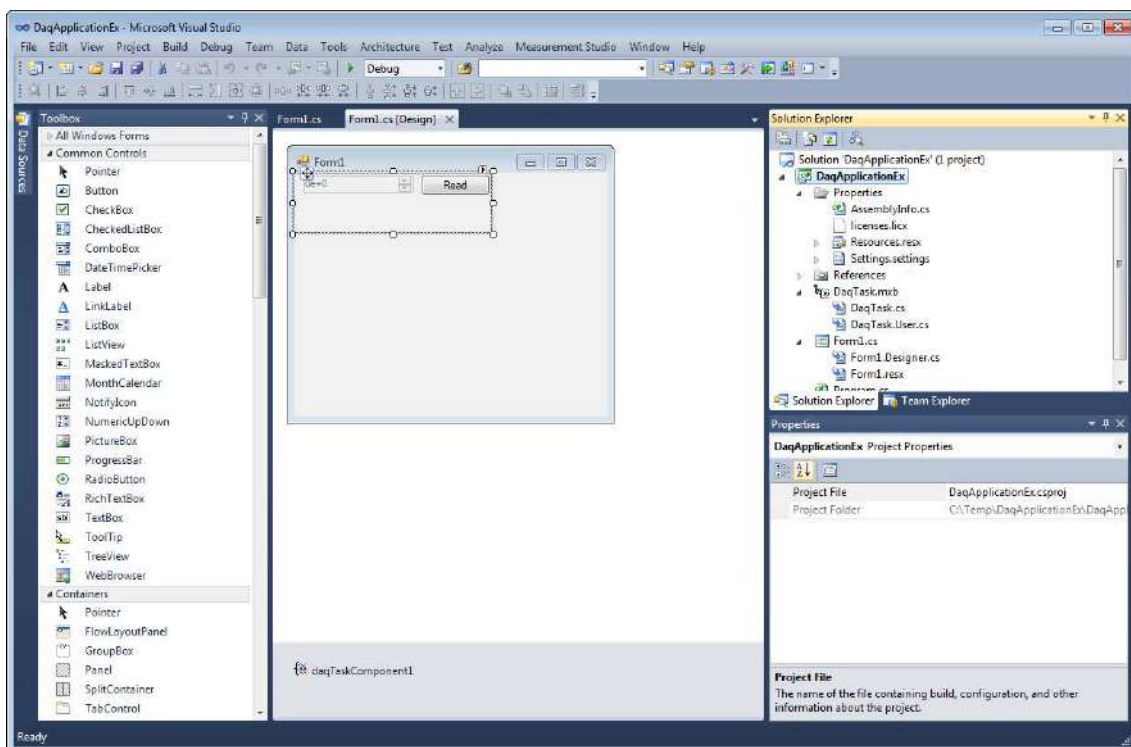 DaqApplicationEx - Microsoft Visual Studio
File Edit View Project Build Debug Team Data Tools Architecture Test Analyze Measurement Studio Window Help
Debug
Data Sources
Toolbox
All Windows Forms
Common Controls
Pointer
Button
CheckBox
CheckedListBox
ComboBox
DateTimePicker
Label
LinkLabel
ListBox
ListView
MaskedTextBox
MonthCalendar
NotifyIcon
NumericUpDown
PictureBox
ProgressBar
RadioButton
RichTextBox
TextBox
ToolTip
TreeView
WebBrowser
Containers
Pointer
FlowLayoutPanel
GroupBox
Panel
SplitContainer
TabControl
Form1.cs Form1.cs [Design]
Form1
0e+0
Read
daqTaskComponent1
Solution Explorer
Solution 'DaqApplicationEx' (1 project)
DaqApplicationEx
Properties
AssemblyInfo.cs
licenses.licx
Resources.resx
Settings.settings
References
DaqTask.mxb
DaqTask.cs
DaqTask.User.cs
Form1.cs
Form1.Designer.cs
Form1.resx
Program.cs
Solution Explorer Team Explorer
Properties
DaqApplicationEx Project Properties
Project File DaqApplicationEx.csproj
Project Folder C:\Temp\DaqApplicationEx\DaqAppl
Project File
The name of the file containing build, configuration, and other
information about the project.
Ready